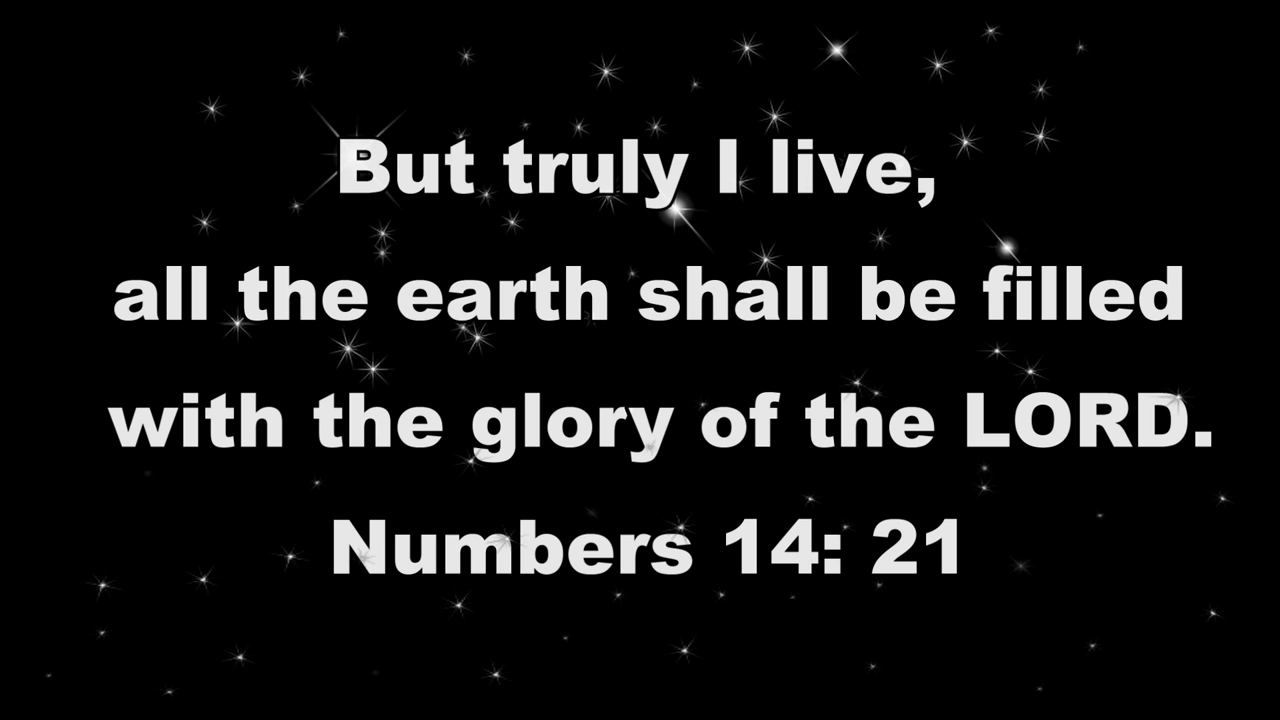 But truly I live,
all the earth shall be filled
with the glory of the LORD.
Numbers 14: 21